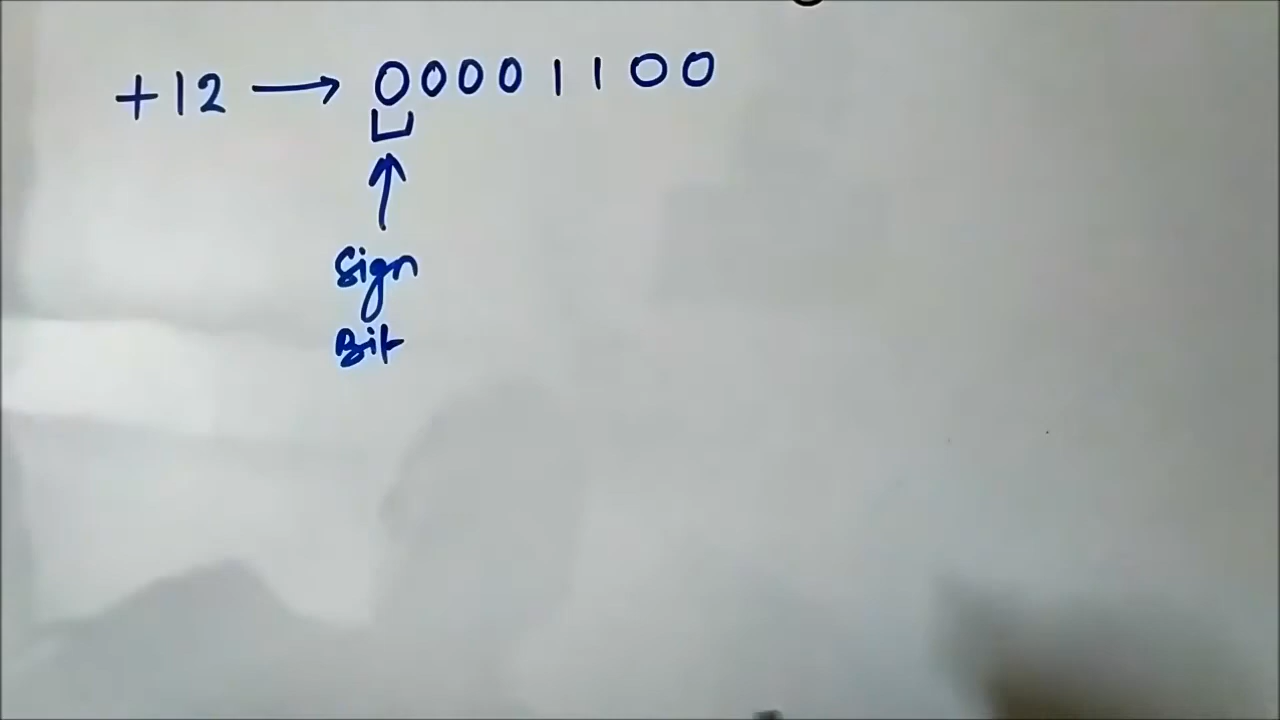 +12 → 00001100
↑
Sign
Bit